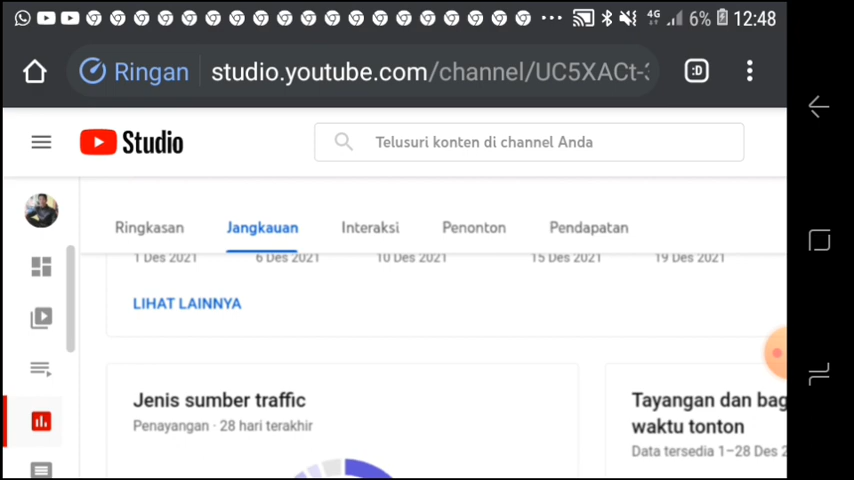 4G 6% 12:48
Ringan studio.youtube.com/channel/UC5XACt-
:D
Studio
Telusuri konten di channel Anda
Ringkasan Jangkauan Interaksi Penonton Pendapatan
1 Des 2021 6 Des 2021 10 Des 2021 15 Des 2021 19 Des 2021
LIHAT LAINNYA
Jenis sumber traffic
Penayangan · 28 hari terakhir
Tayangan dan bag
waktu tonton
Data tersedia 1–28 Des 2